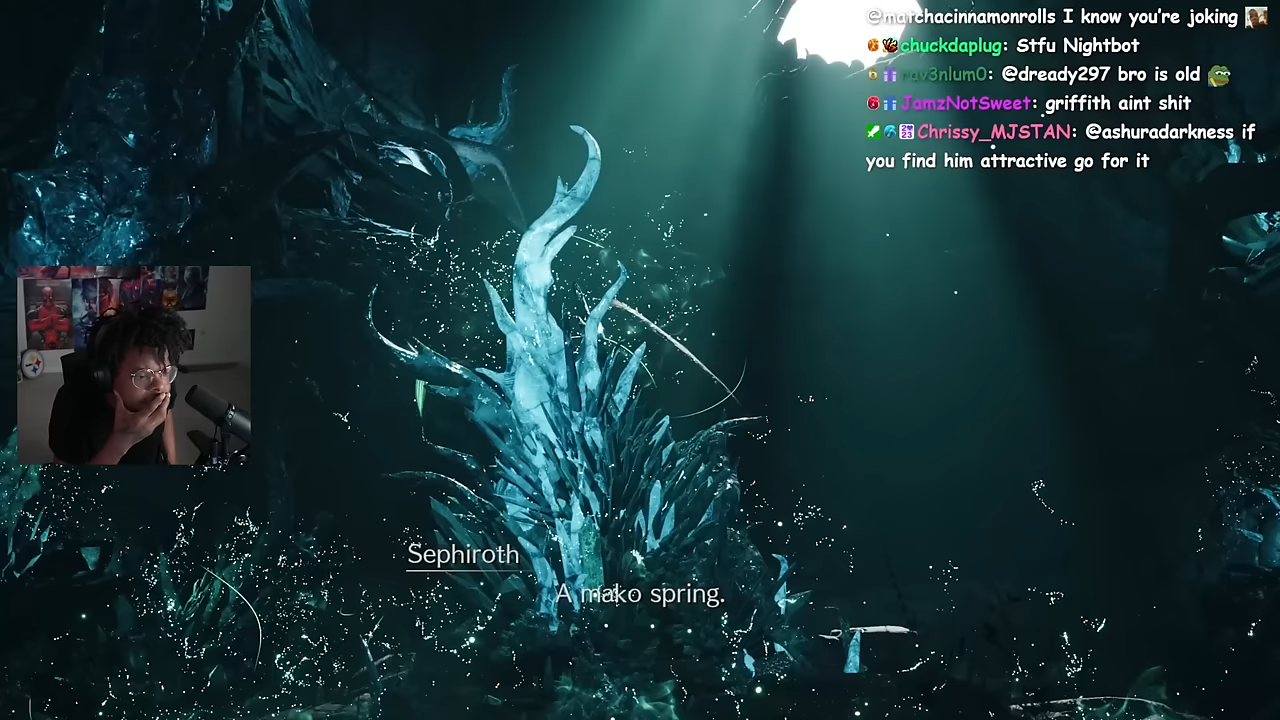 @matchacinnamonrolls I know you're joking
chuckdaplug: Stfu Nightbot
rav3nlum0: @dready297 bro is old
JamzNotSweet: griffith aint shit
Chrissy_MJSTAN: @ashuradarkness if
you find him attractive go for it
Sephiroth
A mako spring.